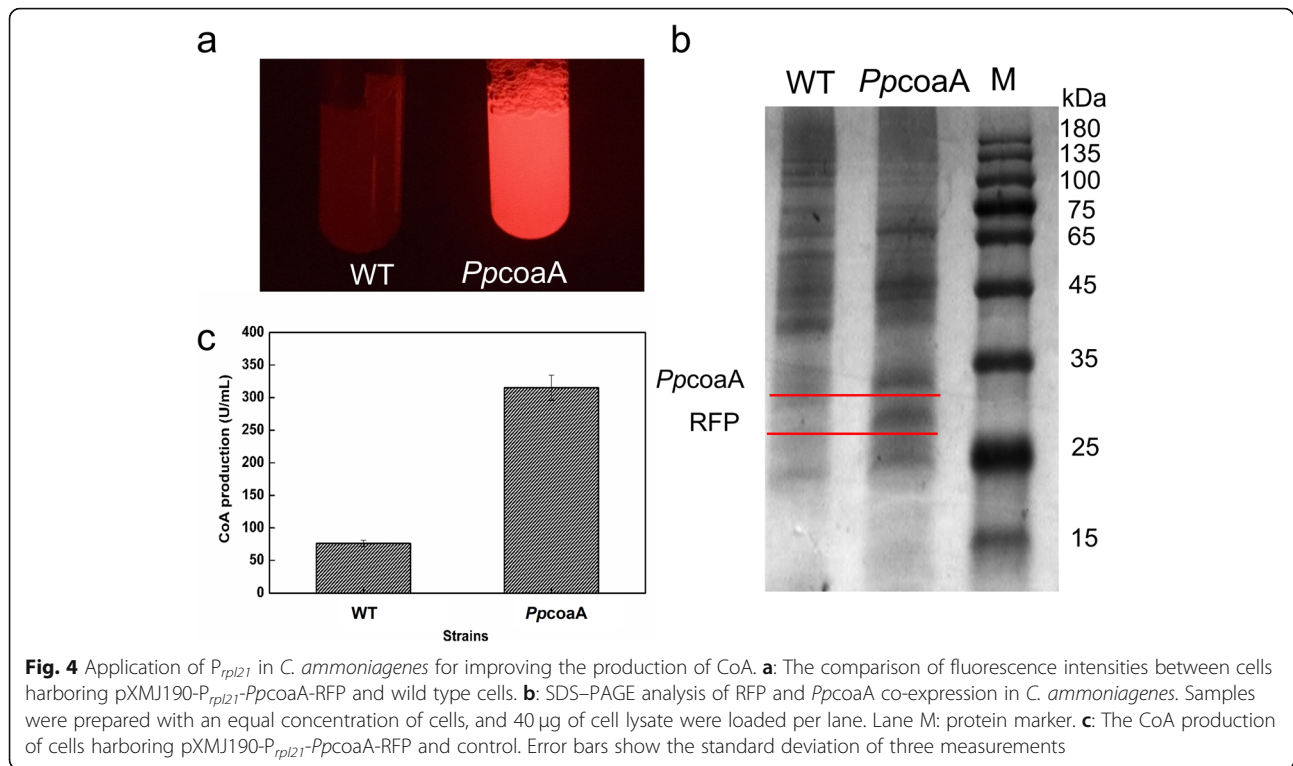 a
WT
PpcoaA
b
WT PpcoaA M
kDa
180
135
100
75
65
45
35
25
15
PpcoaA
RFP
c
CoA production (U/mL)
400
350
300
250
200
150
100
50
0
WT
PpcoaA
Strains
Fig. 4 Application of Prpl21 in C. ammoniagenes for improving the production of CoA. a: The comparison of fluorescence intensities between cells
harboring pXMJ190-Prpl21-PpcoaA-RFP and wild type cells. b: SDS–PAGE analysis of RFP and PpcoaA co-expression in C. ammoniagenes. Samples
were prepared with an equal concentration of cells, and 40 μg of cell lysate were loaded per lane. Lane M: protein marker. c: The CoA production
of cells harboring pXMJ190-Prpl21-PpcoaA-RFP and control. Error bars show the standard deviation of three measurements